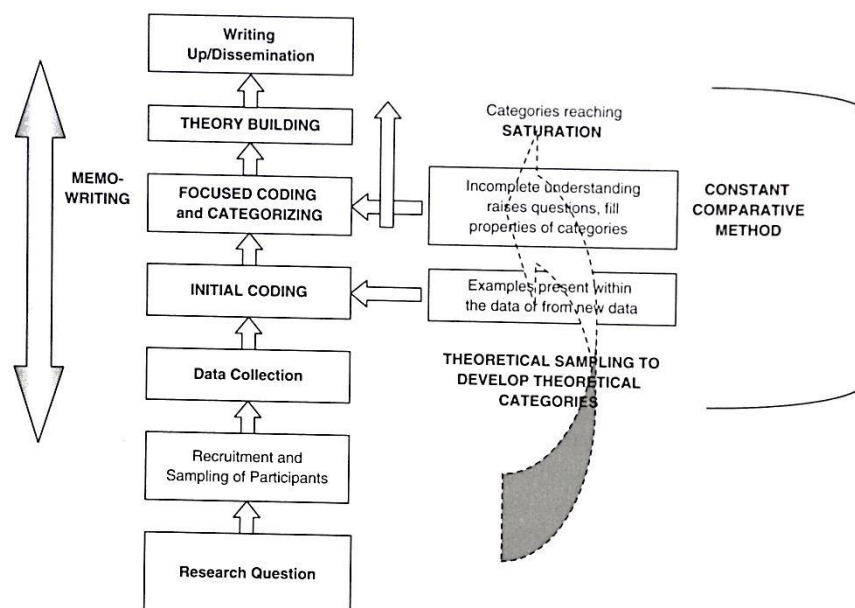 Writing
Up/Dissemination
THEORY BUILDING
MEMO-
WRITING
FOCUSED CODING
and CATEGORIZING
INITIAL CODING
Data Collection
Recruitment and
Sampling of Participants
Research Question
Categories reaching
SATURATION
Incomplete understanding
raises questions, fill
properties of categories
Examples present within
the data of from new data
THEORETICAL SAMPLING TO
DEVELOP THEORETICAL
CATEGORIES
CONSTANT
COMPARATIVE
METHOD